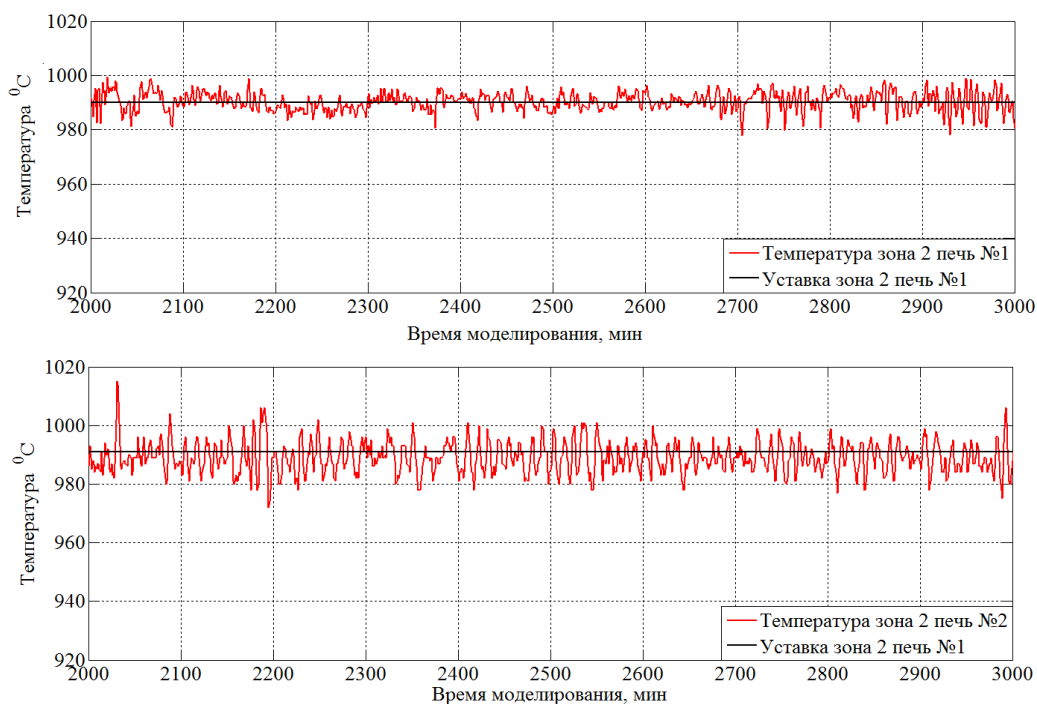 1020
1000
980
960
940
920
Температура ⁰C
Температура зона 2 печь №1
Уставка зона 2 печь №1
2000 2100 2200 2300 2400 2500 2600 2700 2800 2900 3000
Время моделирования, мин
1020
1000
980
960
940
920
Температура ⁰C
Температура зона 2 печь №2
Уставка зона 2 печь №1
2000 2100 2200 2300 2400 2500 2600 2700 2800 2900 3000
Время моделирования, мин